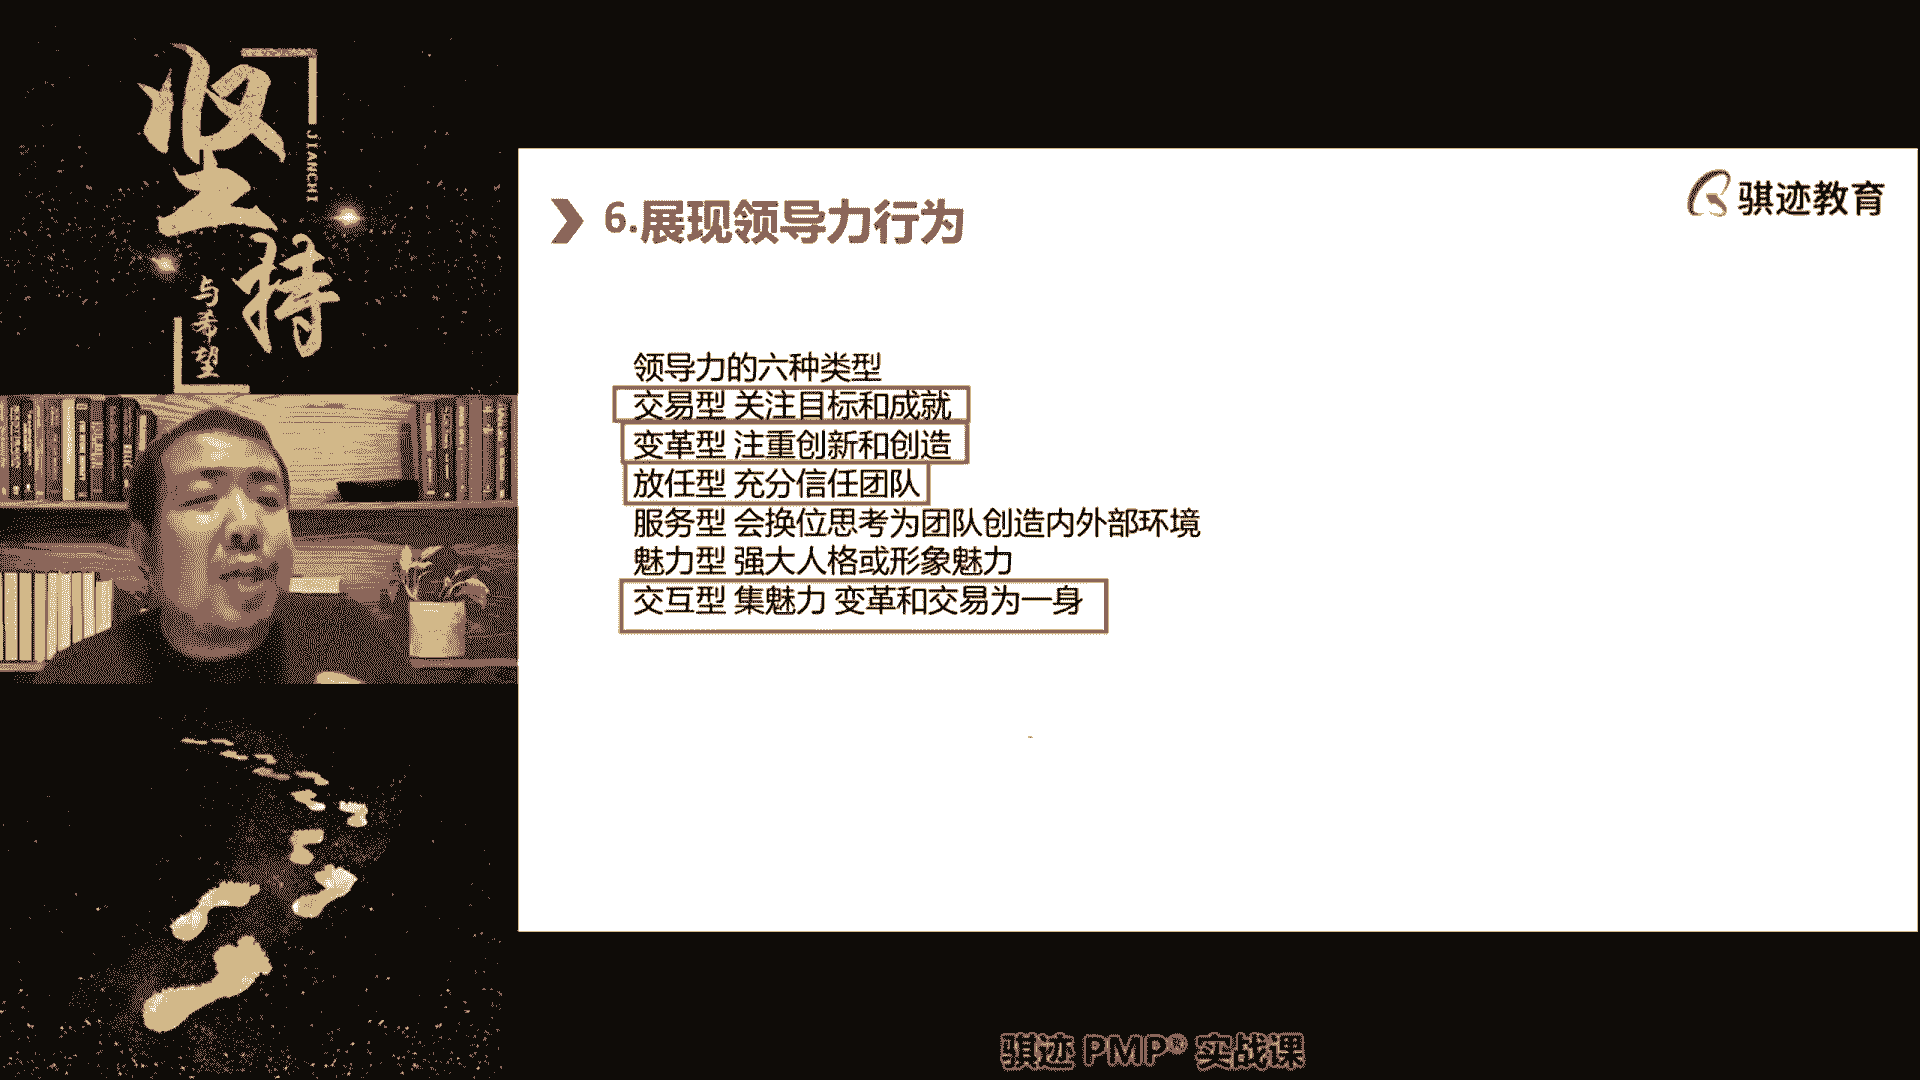 坚持
JIANCHI
与希望
骐迹教育
6.展现领导力行为
领导力的六种类型
交易型 关注目标和成就
变革型 注重创新和创造
放任型 充分信任团队
服务型 会换位思考为团队创造内外部环境
魅力型 强大人格或形象魅力
交互型 集魅力 变革和交易为一身
骐迹 PMP® 实战课